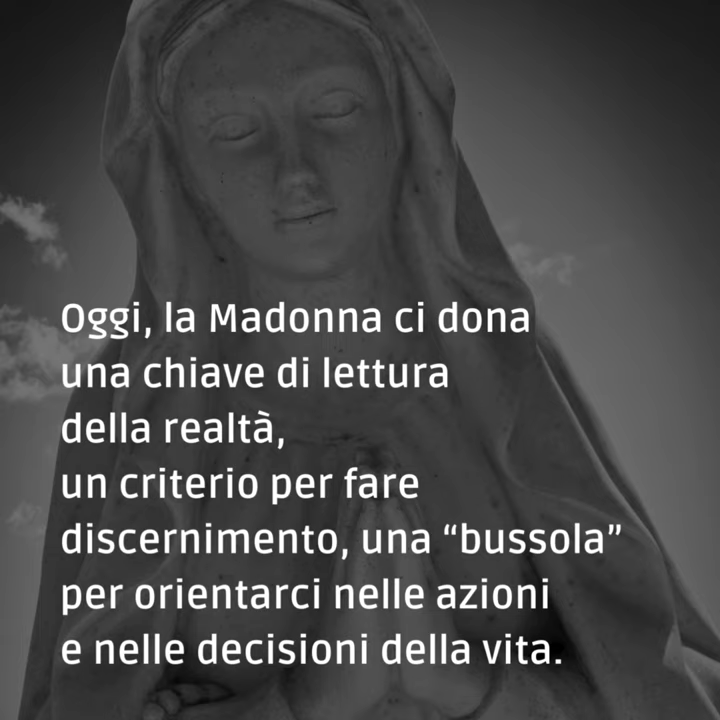 Oggi, la Madonna ci dona
una chiave di lettura
della realtà,
un criterio per fare
discernimento, una “bussola”
per orientarci nelle azioni
e nelle decisioni della vita.